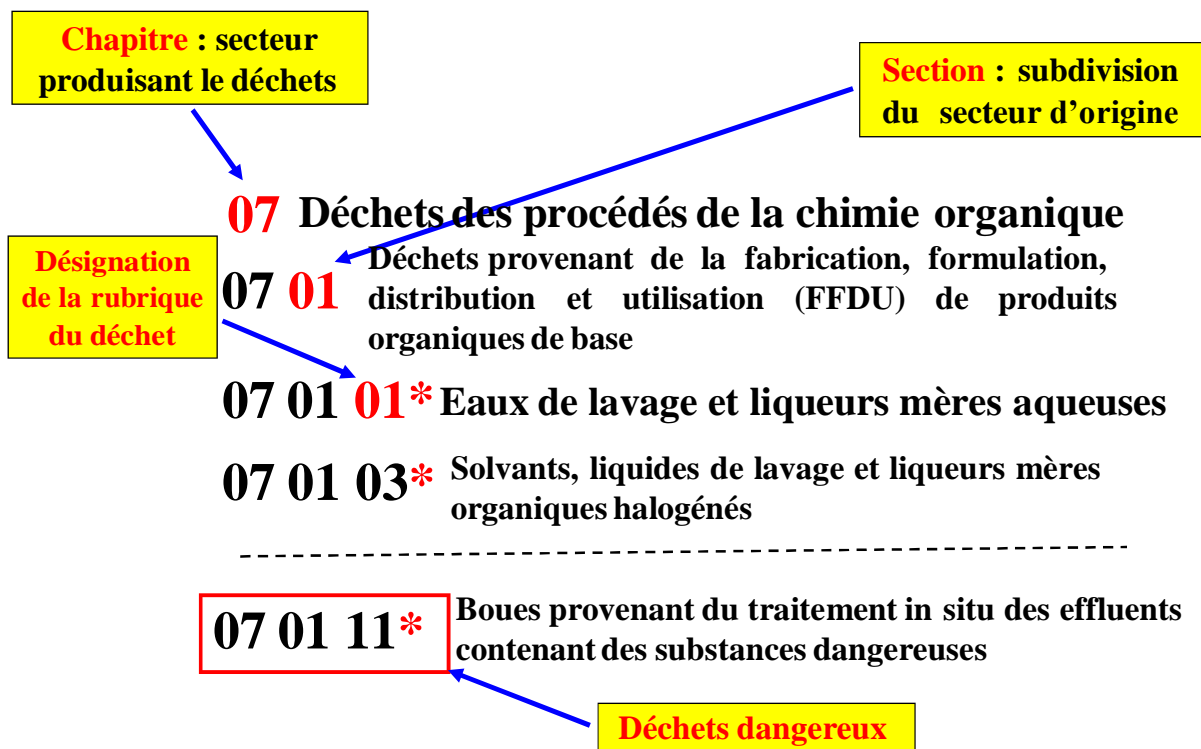 Chapitre : secteur
produisant le déchets
Section : subdivision
du secteur d’origine
07 Déchets des procédés de la chimie organique
Désignation
de la rubrique
du déchet
07 01
Déchets provenant de la fabrication, formulation,
distribution et utilisation (FFDU) de produits
organiques de base
07 01 01* Eaux de lavage et liqueurs mères aqueuses
07 01 03*
Solvants, liquides de lavage et liqueurs mères
organiques halogénés
07 01 11*
Boues provenant du traitement in situ des effluents
contenant des substances dangereuses
Déchets dangereux